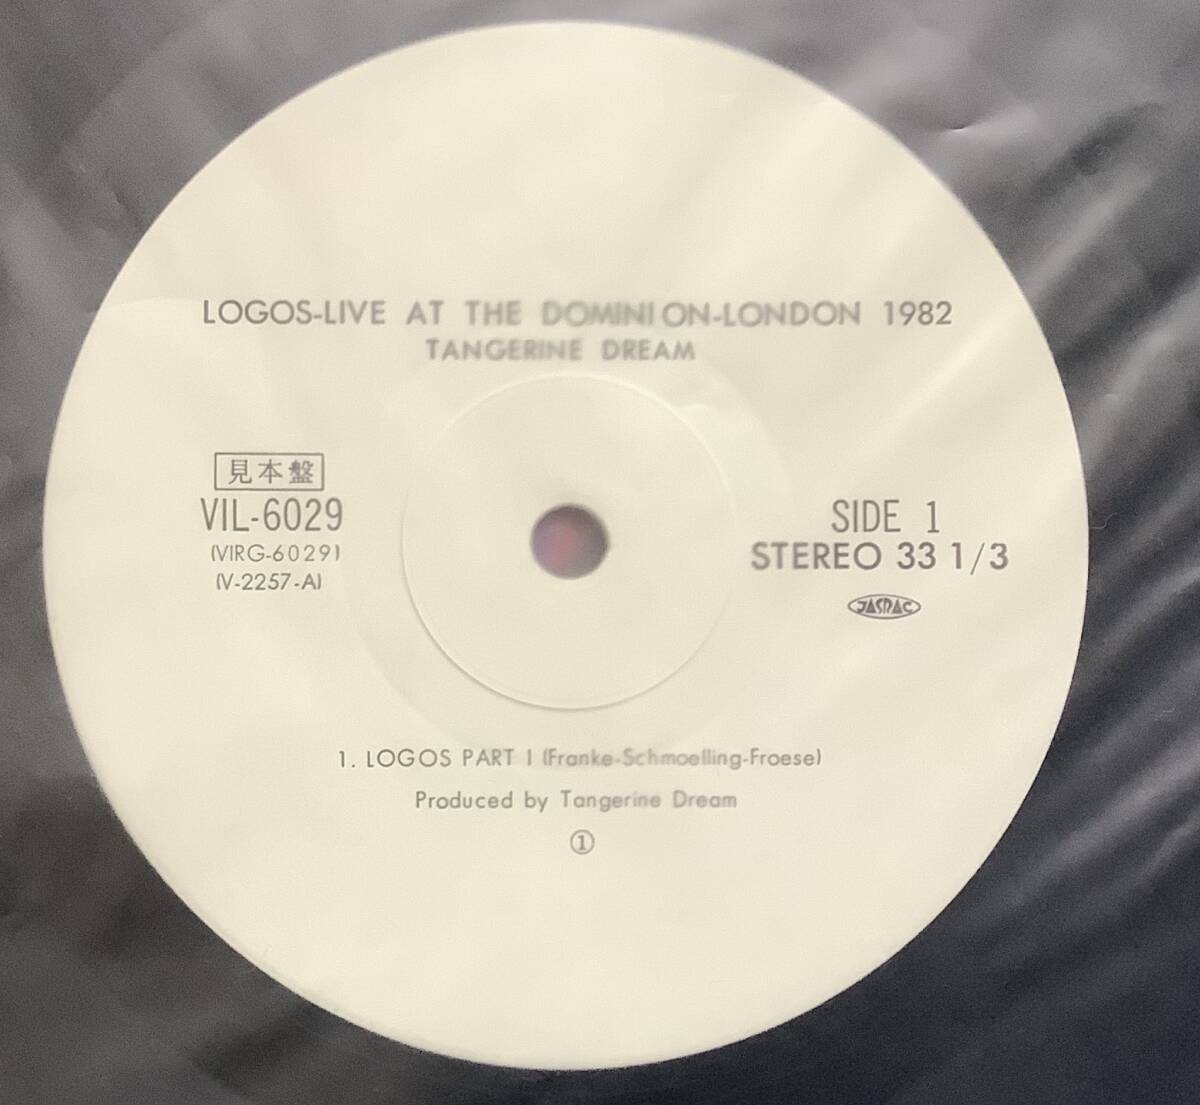 LOGOS-LIVE AT THE DOMINION-LONDON 1982
TANGERINE DREAM
見本盤
VIL-6029
(VIRG-6029)
(V-2257-A)
SIDE 1
STEREO 33 1/3
JASRAC
1. LOGOS PART I (Franke-Schmoelling-Froese)
Produced by Tangerine Dream
①